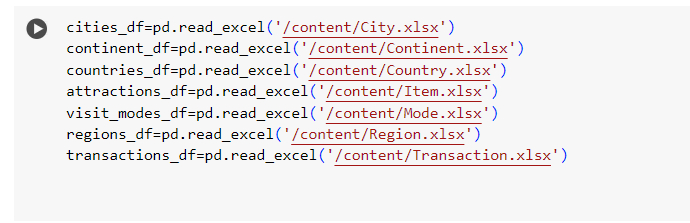 cities_df=pd.read_excel('/content/City.xlsx')
continent_df=pd.read_excel('/content/Continent.xlsx')
countries_df=pd.read_excel('/content/Country.xlsx')
attractions_df=pd.read_excel('/content/Item.xlsx')
visit_modes_df=pd.read_excel('/content/Mode.xlsx')
regions_df=pd.read_excel('/content/Region.xlsx')
transactions_df=pd.read_excel('/content/Transaction.xlsx')